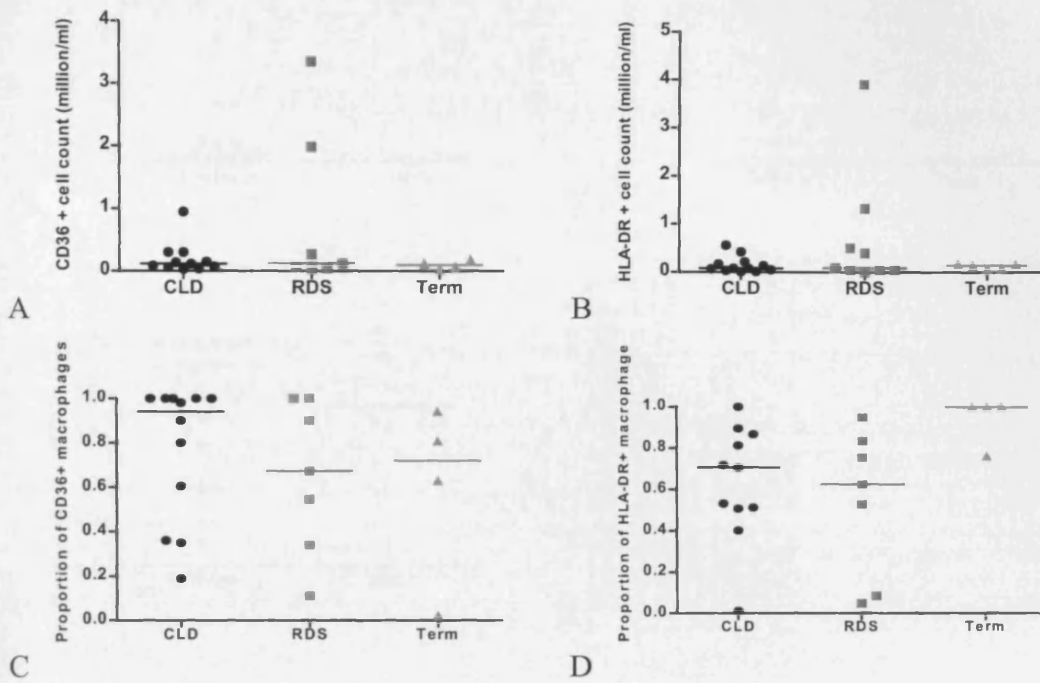 CD36 + cell count (million/ml)
4
3
2
1
0
CLD RDS Term
A
HLA-DR + cell count (million/ml)
5
4
3
2
1
0
CLD RDS Term
B
Proportion of CD36+ macrophages
1.0
0.8
0.6
0.4
0.2
0.0
CLD RDS Term
C
Proportion of HLA-DR+ macrophage
1.0
0.8
0.6
0.4
0.2
0.0
CLD RDS Term
D